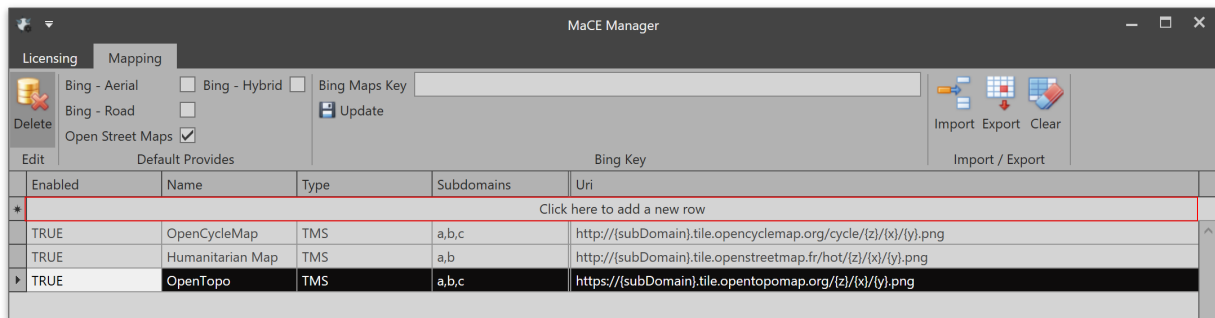 MaCE Manager
Licensing Mapping
Bing - Aerial Bing - Hybrid Bing Maps Key
Bing - Road Update
Delete Open Street Maps Import Export Clear
Edit Default Provides Bing Key Import / Export
Enabled Name Type Subdomains Uri
Click here to add a new row
TRUE OpenCycleMap TMS a,b,c http://{subDomain}.tile.opencyclemap.org/cycle/{z}/{x}/{y}.png
TRUE Humanitarian Map TMS a,b http://{subDomain}.tile.openstreetmap.fr/hot/{z}/{x}/{y}.png
TRUE OpenTopo TMS a,b,c https://{subDomain}.tile.opentopomap.org/{z}/{x}/{y}.png